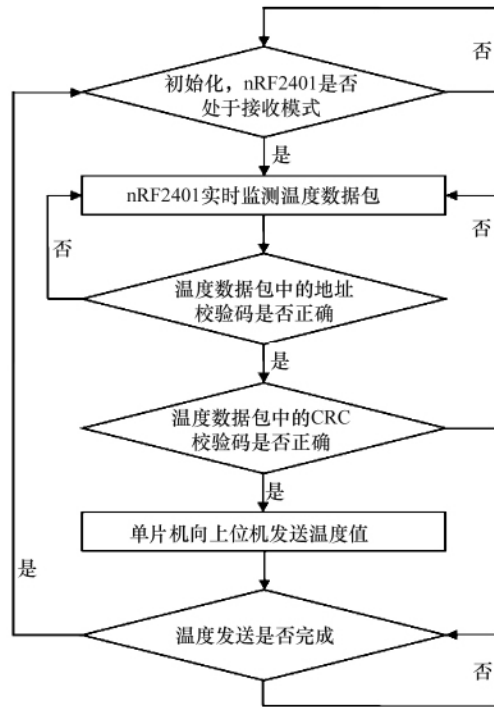 否
初始化，nRF2401是否
处于接收模式
是
是
nRF2401实时监测温度数据包
否
否
温度数据包中的地址
校验码是否正确
是
温度数据包中的CRC
校验码是否正确
是
单片机向上位机发送温度值
是
温度发送是否完成
否